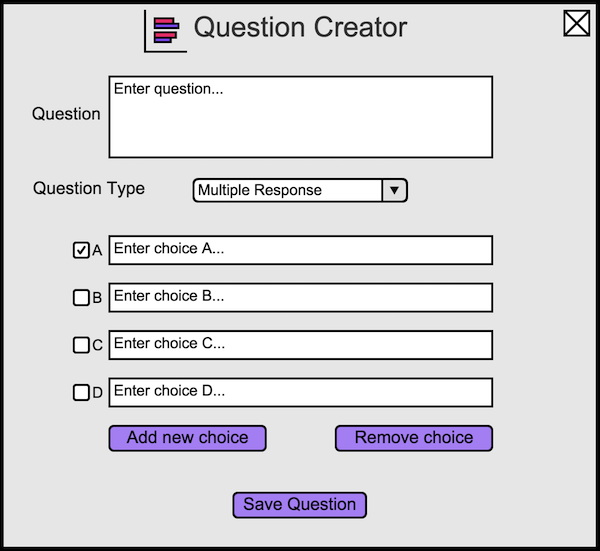 Question Creator
Question
Enter question...
Question Type
Multiple Response
A
Enter choice A...
B
Enter choice B...
C
Enter choice C...
D
Enter choice D...
Add new choice
Remove choice
Save Question